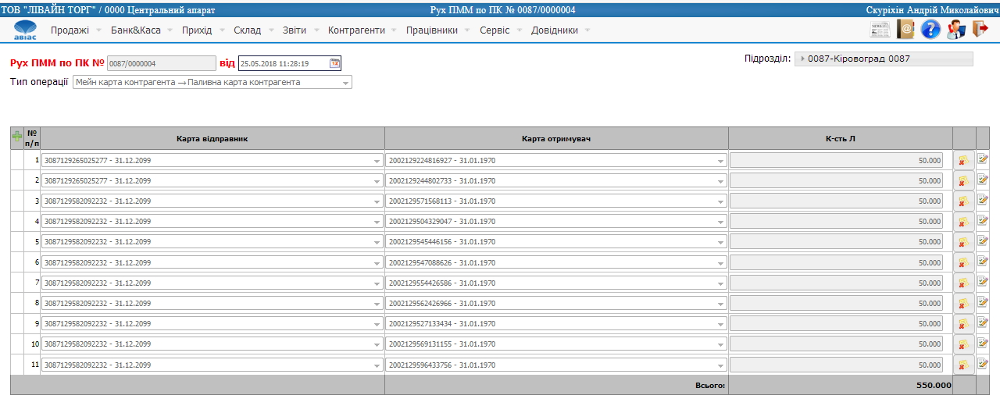 ТОВ "ЛІВАЙН ТОРГ" / 0000 Центральний апарат Рух ПММ по ПК № 0087/0000004 Скуріхін Андрій Миколайович
авіас Продажі Банк&Каса Прихід Склад Звіти Контрагенти Працівники Сервіс Довідники NEWS
Рух ПММ по ПК № 0087/0000004 від 25.05.2018 11:28:19 Підрозділ: 0087-Кіровоград 0087
Тип операції Мейн карта контрагента → Паливна карта контрагента
№ п/п Карта відправник Карта отримувач К-сть Л
1 3087129265025277 - 31.12.2099 2002129224816927 - 31.01.1970 50.000
2 3087129265025277 - 31.12.2099 2002129244802733 - 31.01.1970 50.000
3 3087129582092232 - 31.12.2099 2002129571568113 - 31.01.1970 50.000
4 3087129582092232 - 31.12.2099 2002129504329047 - 31.01.1970 50.000
5 3087129582092232 - 31.12.2099 2002129545446156 - 31.01.1970 50.000
6 3087129582092232 - 31.12.2099 2002129547088626 - 31.01.1970 50.000
7 3087129582092232 - 31.12.2099 2002129554426586 - 31.01.1970 50.000
8 3087129582092232 - 31.12.2099 2002129562426966 - 31.01.1970 50.000
9 3087129582092232 - 31.12.2099 2002129527133434 - 31.01.1970 50.000
10 3087129582092232 - 31.12.2099 2002129569131155 - 31.01.1970 50.000
11 3087129582092232 - 31.12.2099 2002129596433756 - 31.01.1970 50.000
Всього: 550.000